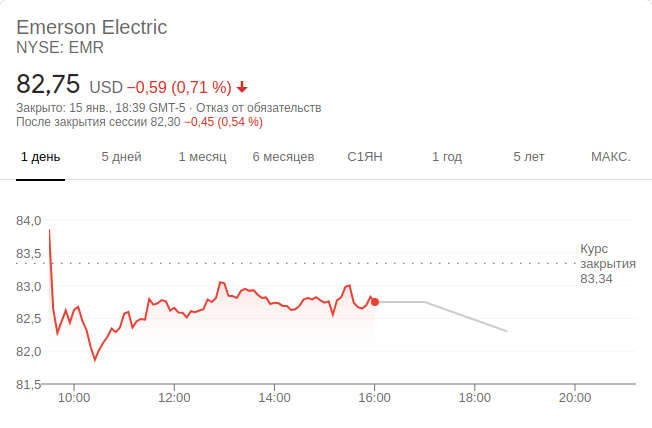 Emerson Electric
NYSE: EMR
82,75 USD −0,59 (0,71 %)
Закрыто: 15 янв., 18:39 GMT-5 · Отказ от обязательств
После закрытия сессии 82,30 −0,45 (0,54 %)
1 день 5 дней 1 месяц 6 месяцев С1ЯН 1 год 5 лет МАКС.
84,0
83,5
83,0
82,5
82,0
81,5
Курс
закрытия
83,34
10:00 12:00 14:00 16:00 18:00 20:00